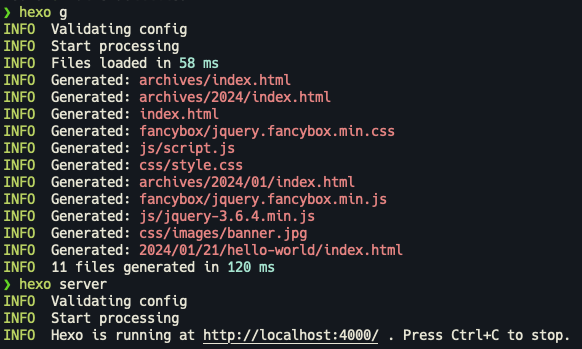 ❯ hexo g
INFO  Validating config
INFO  Start processing
INFO  Files loaded in 58 ms
INFO  Generated: archives/index.html
INFO  Generated: archives/2024/index.html
INFO  Generated: index.html
INFO  Generated: fancybox/jquery.fancybox.min.css
INFO  Generated: js/script.js
INFO  Generated: css/style.css
INFO  Generated: archives/2024/01/index.html
INFO  Generated: fancybox/jquery.fancybox.min.js
INFO  Generated: js/jquery-3.6.4.min.js
INFO  Generated: css/images/banner.jpg
INFO  Generated: 2024/01/21/hello-world/index.html
INFO  11 files generated in 120 ms
❯ hexo server
INFO  Validating config
INFO  Start processing
INFO  Hexo is running at http://localhost:4000/ . Press Ctrl+C to stop.